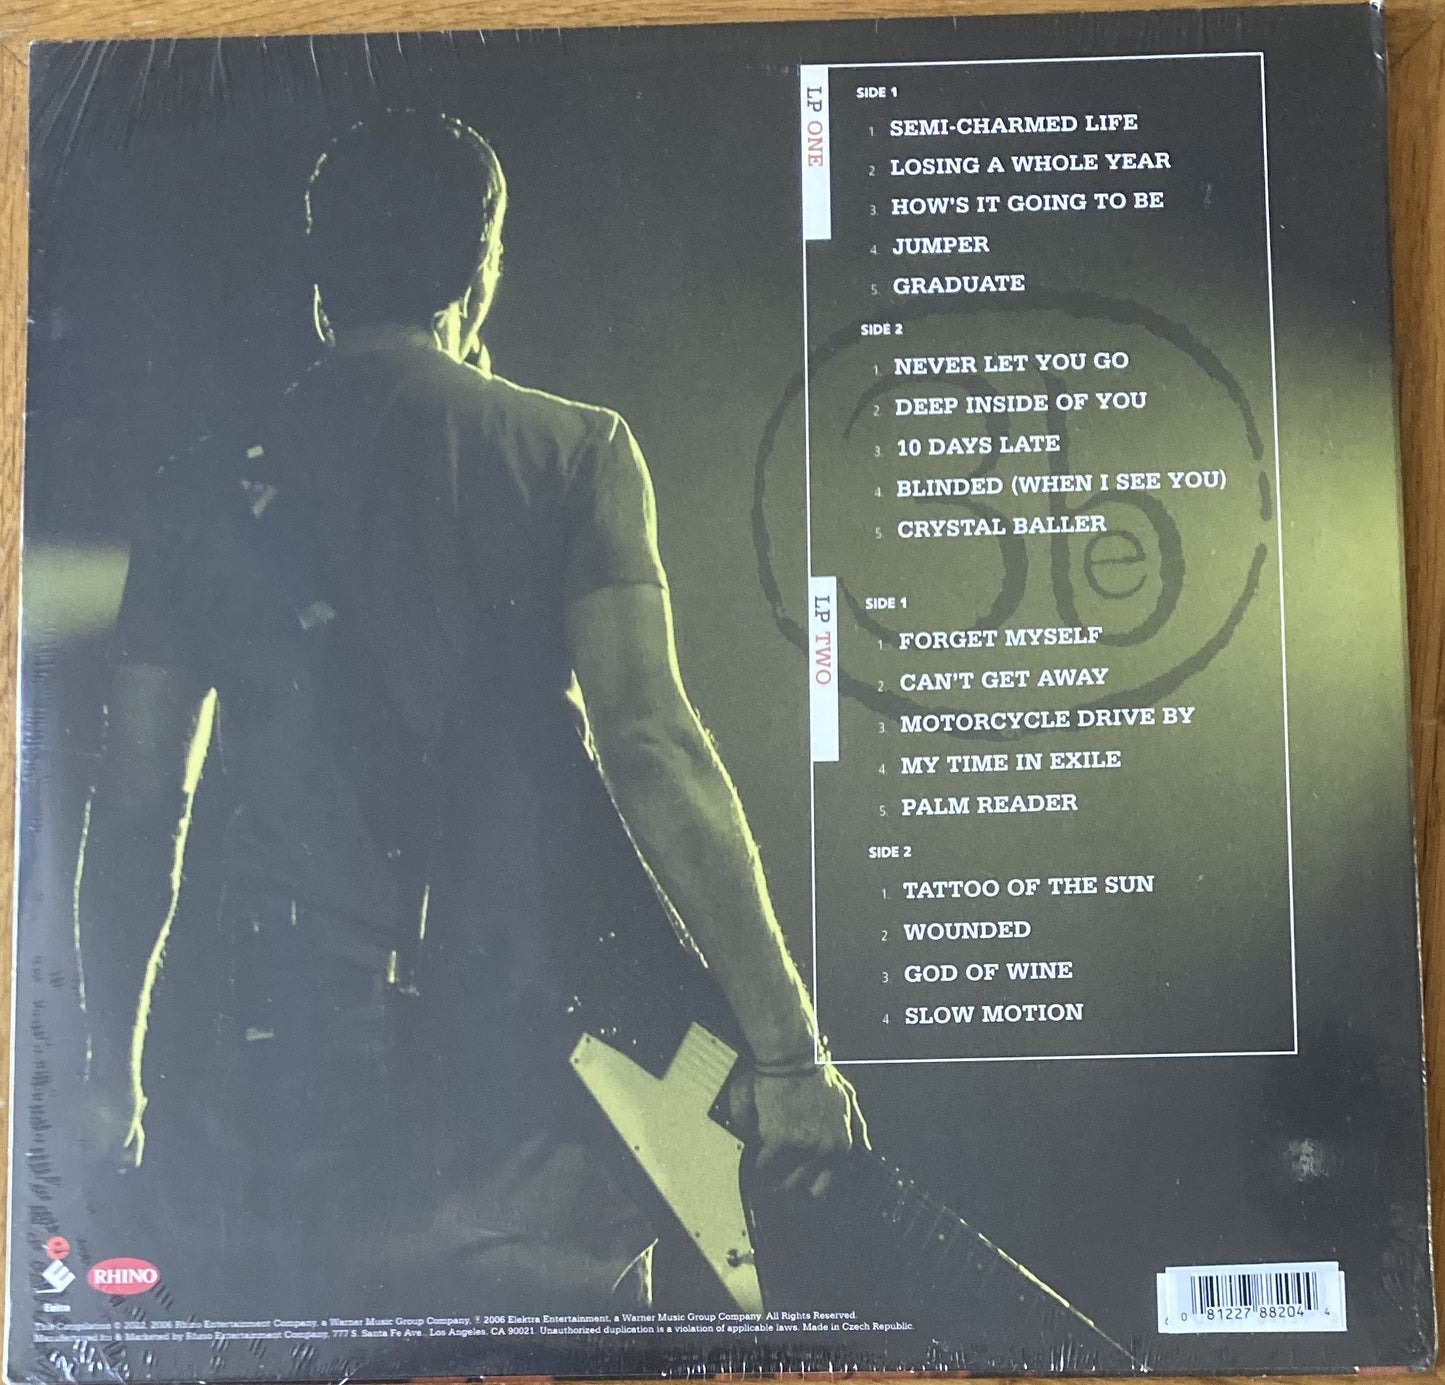 LP ONE
SIDE 1
1. SEMI-CHARMED LIFE
2. LOSING A WHOLE YEAR
3. HOW'S IT GOING TO BE
4. JUMPER
5. GRADUATE
SIDE 2
1. NEVER LET YOU GO
2. DEEP INSIDE OF YOU
3. 10 DAYS LATE
4. BLINDED (WHEN I SEE YOU)
5. CRYSTAL BALLER
3be
LP TWO
SIDE 1
1. FORGET MYSELF
2. CAN'T GET AWAY
3. MOTORCYCLE DRIVE BY
4. MY TIME IN EXILE
5. PALM READER
SIDE 2
1. TATTOO OF THE SUN
2. WOUNDED
3. GOD OF WINE
4. SLOW MOTION
RHINO
Elektra
This Compilation © 2022, 2006 Rhino Entertainment Company, a Warner Music Group Company, ℗ 2006 Elektra Entertainment, a Warner Music Group Company. All Rights Reserved.
Manufactured for & Marketed by Rhino Entertainment Company, 777 S. Santa Fe Ave., Los Angeles, CA 90021. Unauthorized duplication is a violation of applicable laws. Made in Czech Republic.
0 81227 88204 4